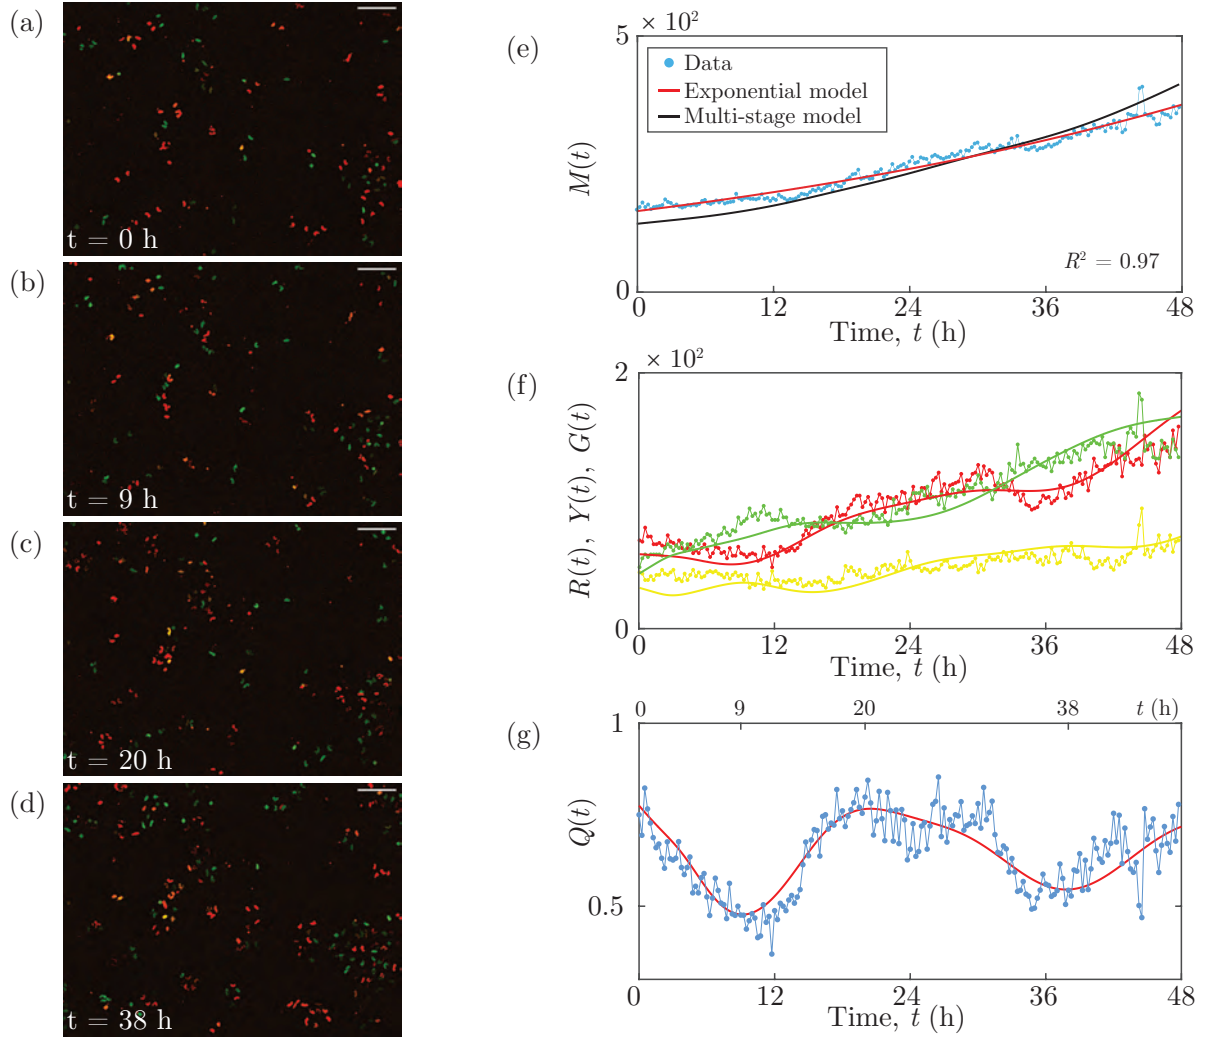 (a)
t = 0 h
(b)
t = 9 h
(c)
t = 20 h
(d)
t = 38 h
(e)
5 × 10²
Data
Exponential model
Multi-stage model
M(t)
R² = 0.97
0
0 12 24 36 48
Time, t (h)
(f)
2 × 10²
R(t), Y(t), G(t)
0
0 12 24 36 48
Time, t (h)
(g)
0 9 20 38 t (h)
1
Q(t)
0.5
0 12 24 36 48
Time, t (h)